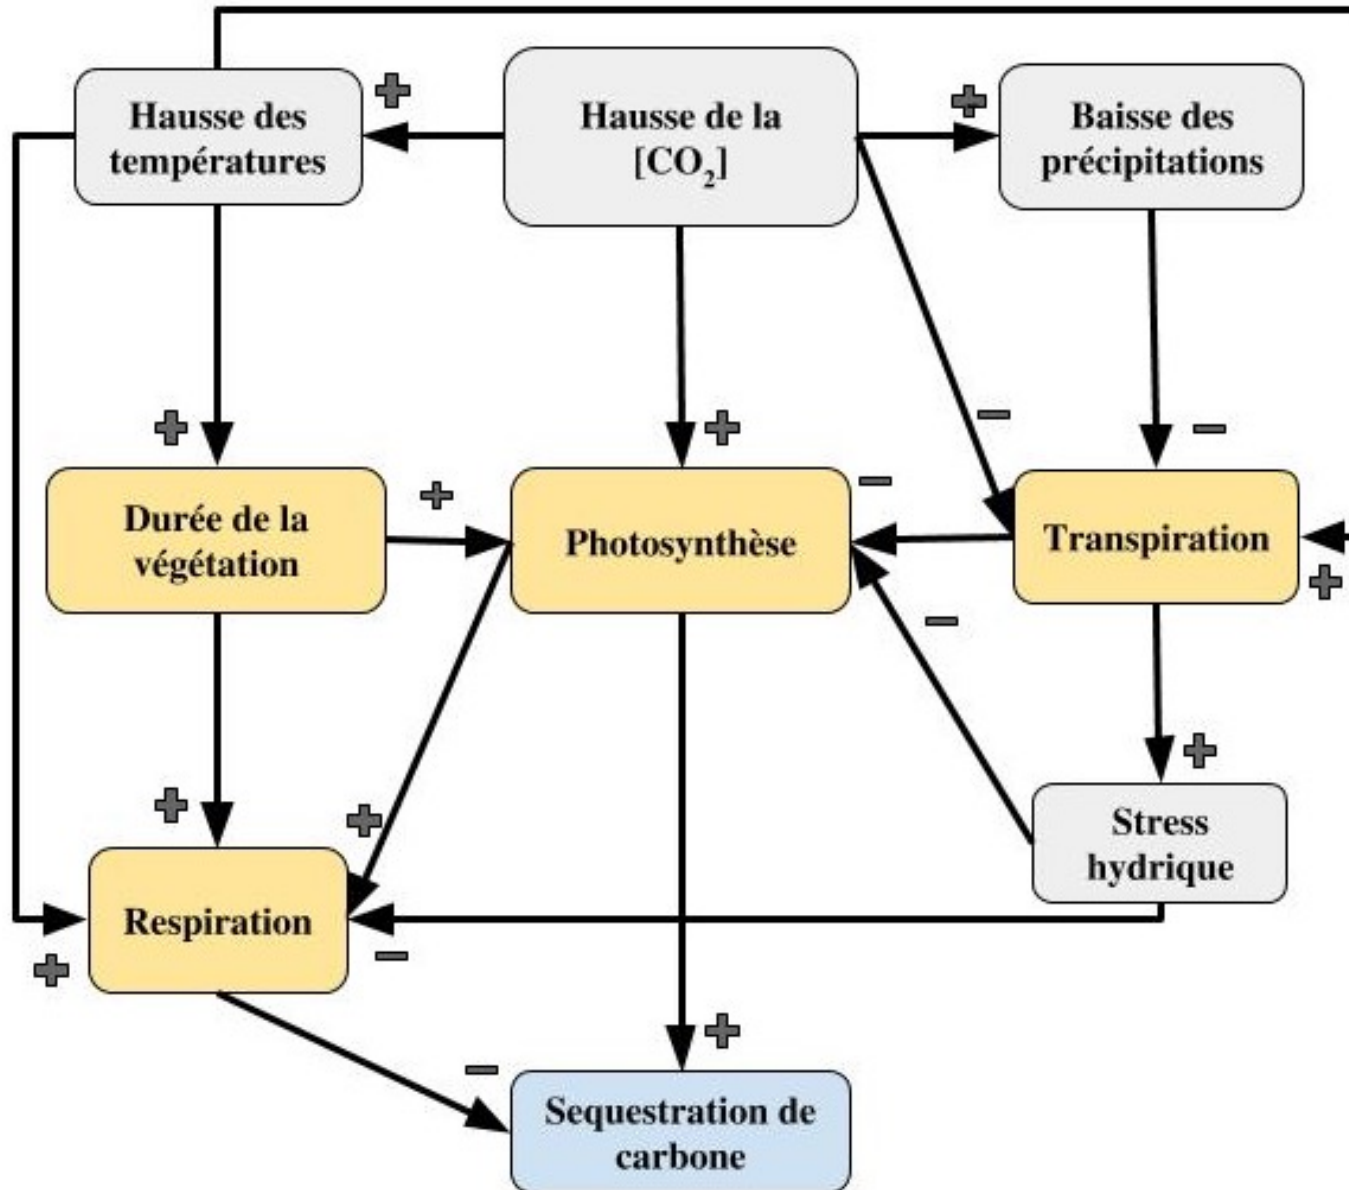 Hausse des
températures
+
Hausse de la
[CO₂]
+
Baisse des
précipitations
+
+
−
−
Durée de la
végétation
+
Photosynthèse
−
Transpiration
+
−
+
+
+
Stress
hydrique
Respiration
+
−
+
−
Sequestration de
carbone